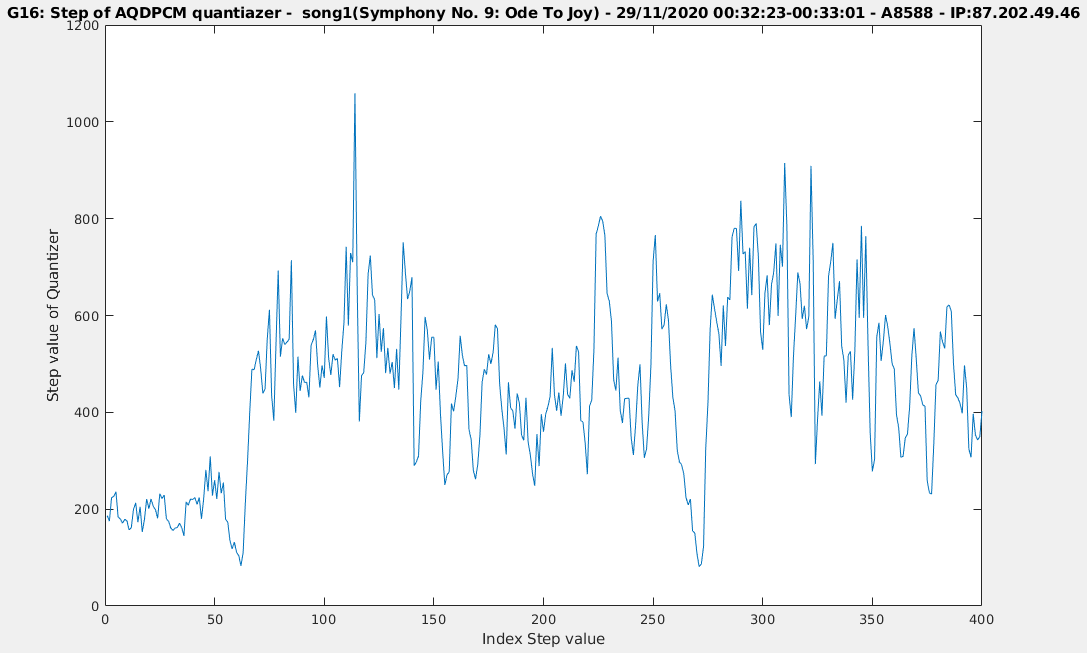 G16: Step of AQDPCM quantiazer -  song1(Symphony No. 9: Ode To Joy) - 29/11/2020 00:32:23-00:33:01 - A8588 - IP:87.202.49.46
1200
1000
800
600
400
200
0
Step value of Quantizer
0 50 100 150 200 250 300 350 400
Index Step value